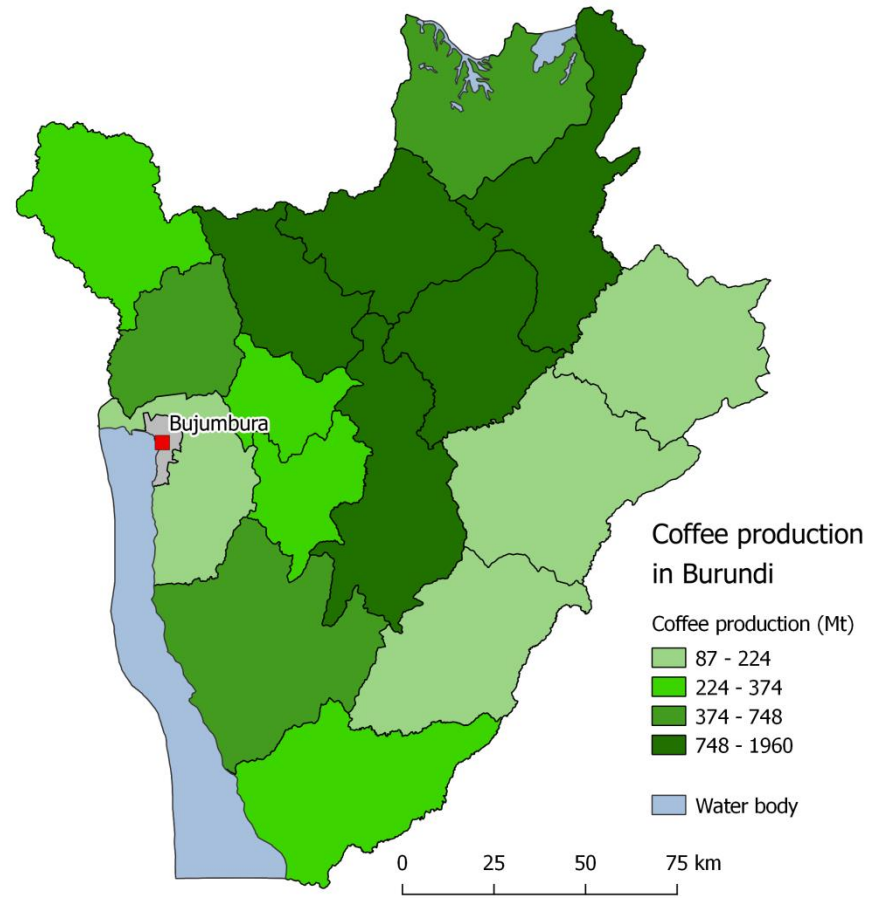 Bujumbura
Coffee production
in Burundi
Coffee production (Mt)
87 - 224
224 - 374
374 - 748
748 - 1960
Water body
0 25 50 75 km